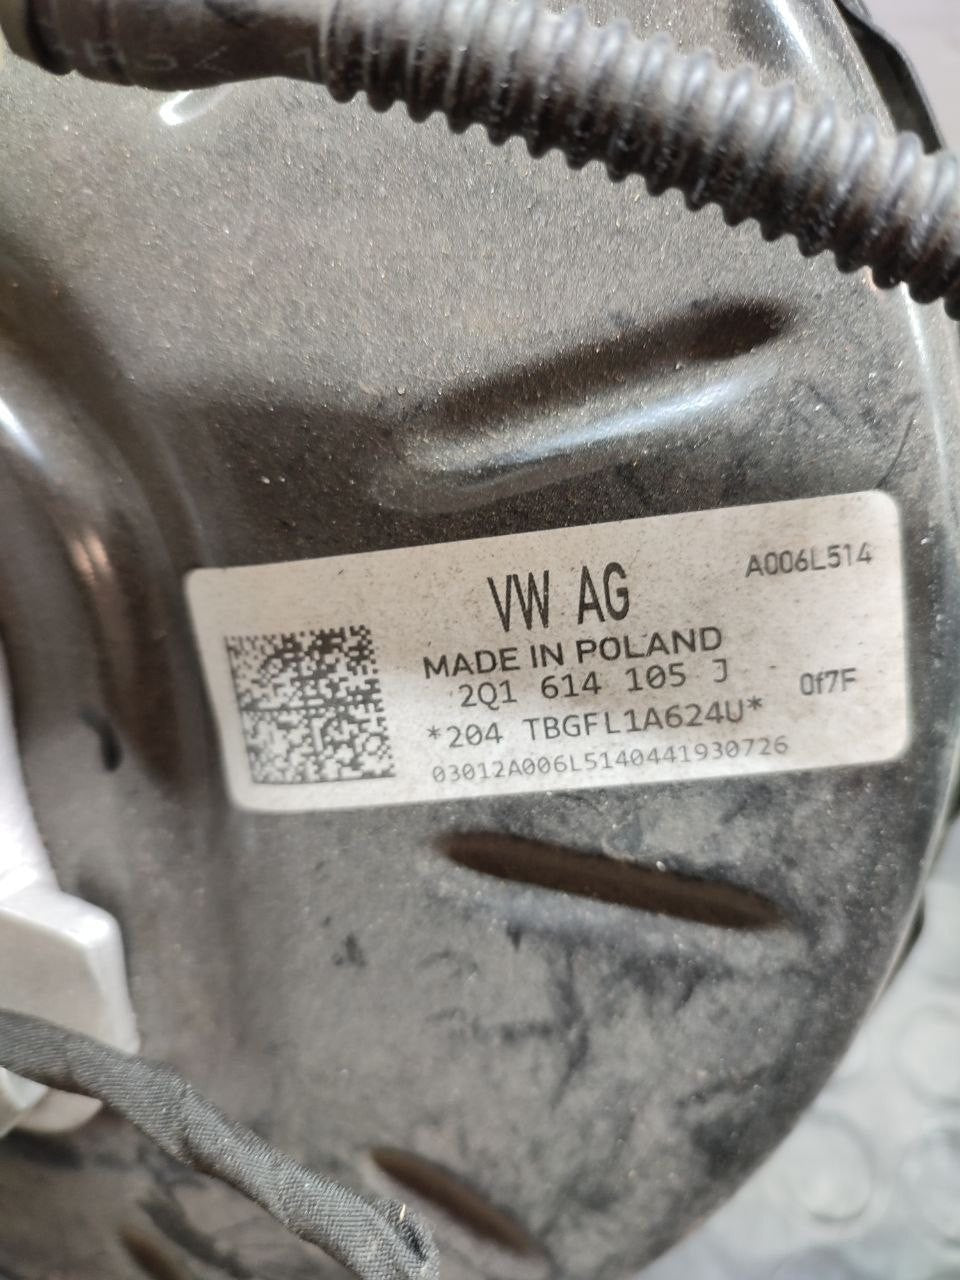 VW AG
A006L514
MADE IN POLAND
2Q1 614 105 J
0f7F
*204 TBGFL1A624U*
03012A006L5140441930726